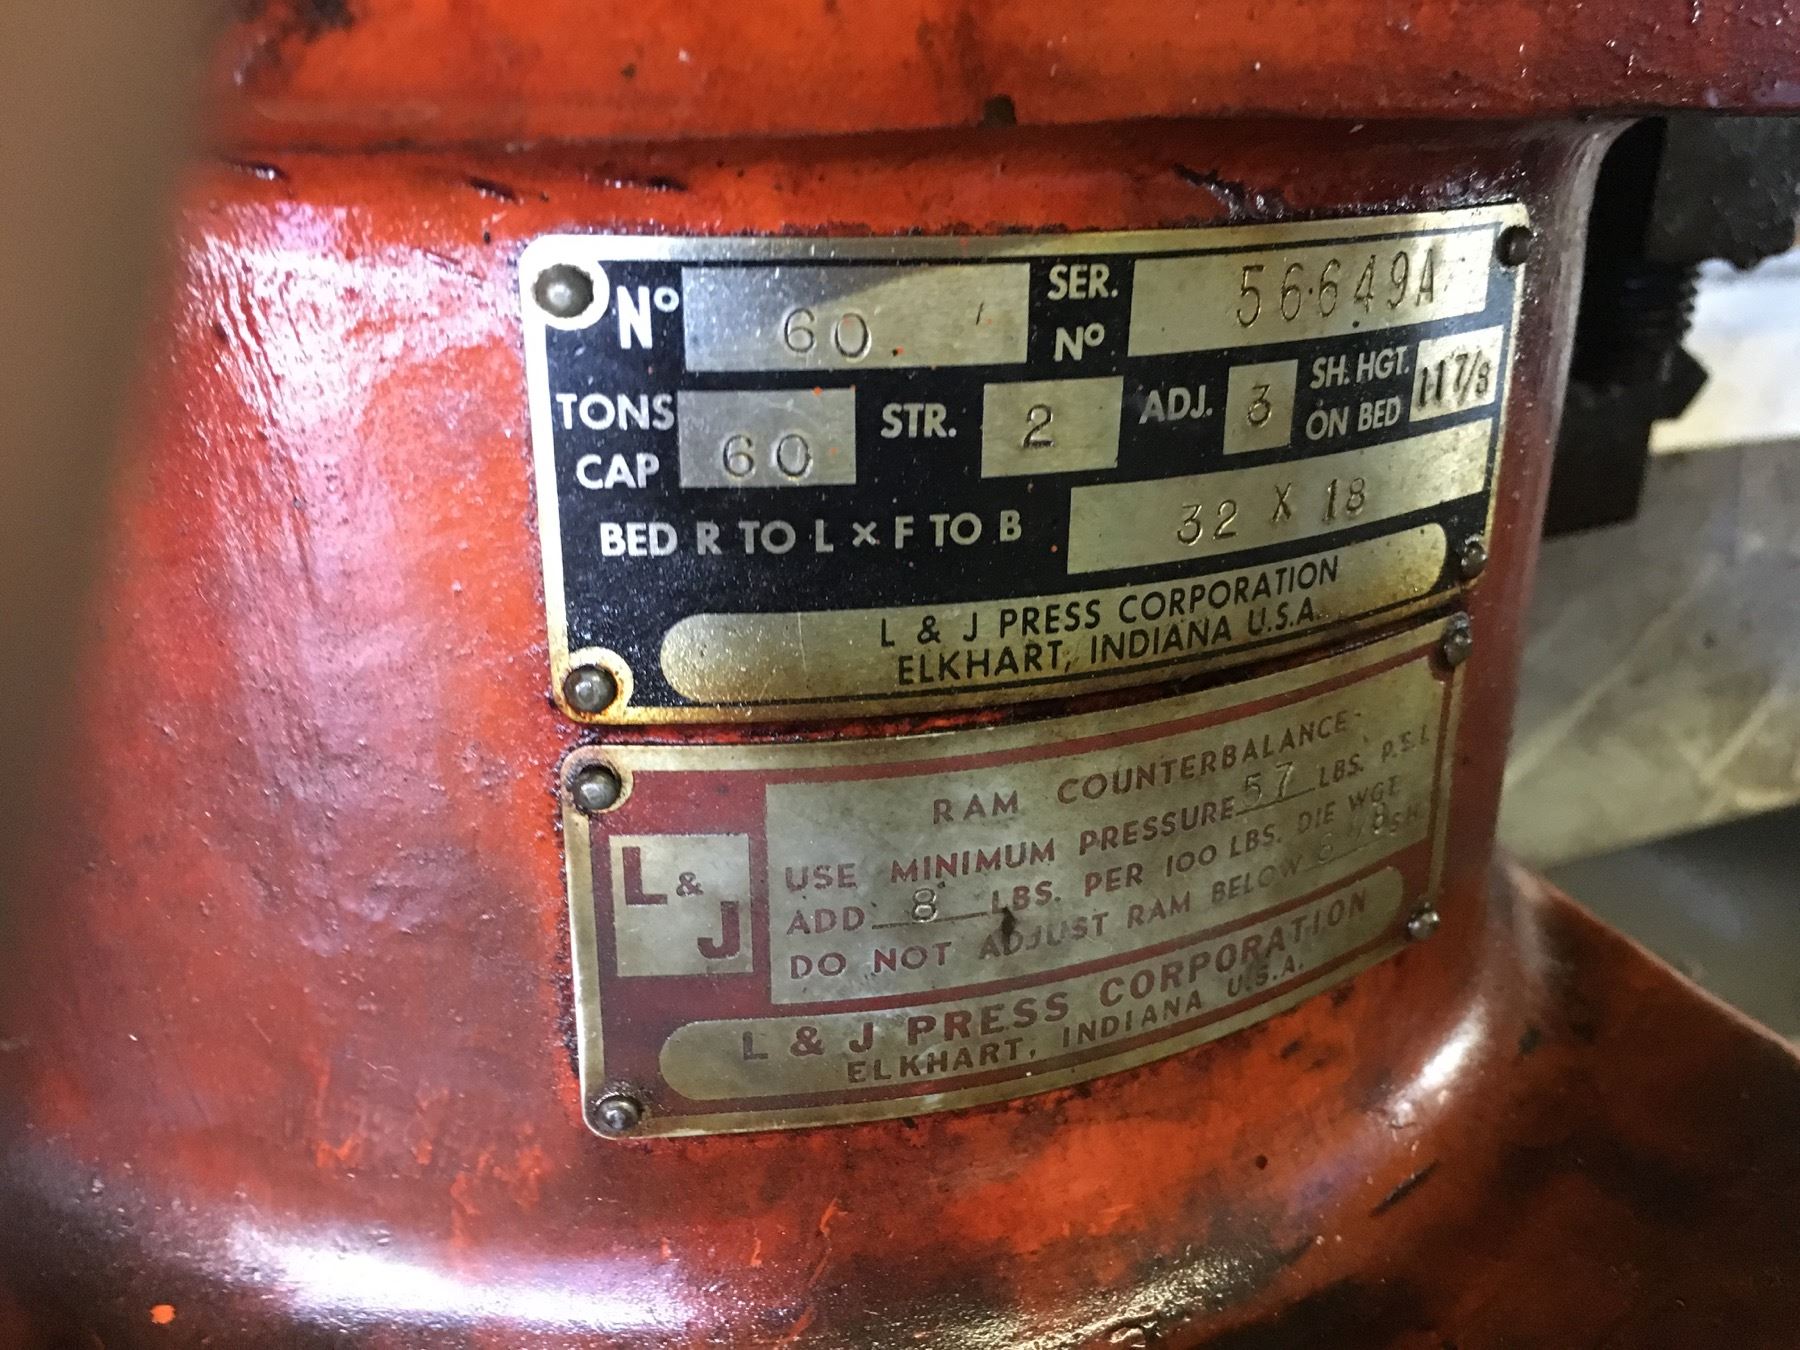 Nº 60 SER. Nº 56649A
TONS CAP 60 STR. 2 ADJ. 3 SH. HGT. ON BED 11 7/8
BED R TO L × F TO B 32 X 18
L & J PRESS CORPORATION
ELKHART, INDIANA U.S.A.
L & J
RAM COUNTERBALANCE
USE MINIMUM PRESSURE 57 LBS. P.S.I.
ADD 8 LBS. PER 100 LBS. DIE WGT
DO NOT ADJUST RAM BELOW
L & J PRESS CORPORATION
ELKHART, INDIANA U.S.A.